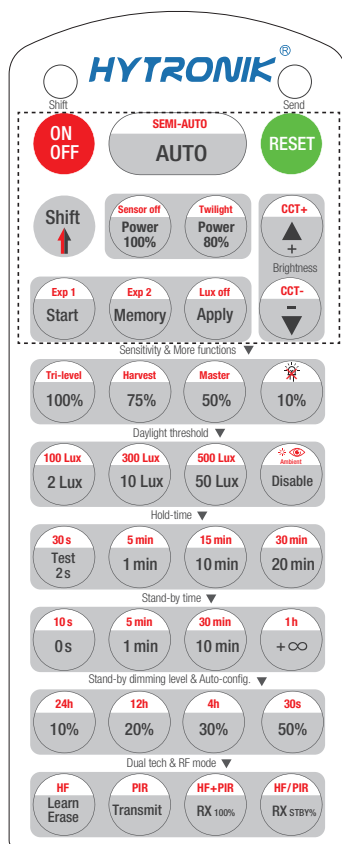 HYTRONIK®
Shift Send
ON SEMI-AUTO RESET
OFF AUTO
Shift Sensor off Twilight CCT+
Power Power +
100% 80%
Brightness
Exp 1 Exp 2 Lux off CCT-
Start Memory Apply -
Sensitivity & More functions ▼
Tri-level Harvest Master
100% 75% 50% 10%
Daylight threshold ▼
100 Lux 300 Lux 500 Lux Ambient
2 Lux 10 Lux 50 Lux Disable
Hold-time ▼
30 s 5 min 15 min 30 min
Test 1 min 10 min 20 min
2 s
Stand-by time ▼
10 s 5 min 30 min 1 h
0 s 1 min 10 min +∞
Stand-by dimming level & Auto-config. ▼
24h 12h 4h 30s
10% 20% 30% 50%
Dual tech & RF mode ▼
HF PIR HF+PIR HF/PIR
Learn Transmit RX 100% RX STBY%
Erase